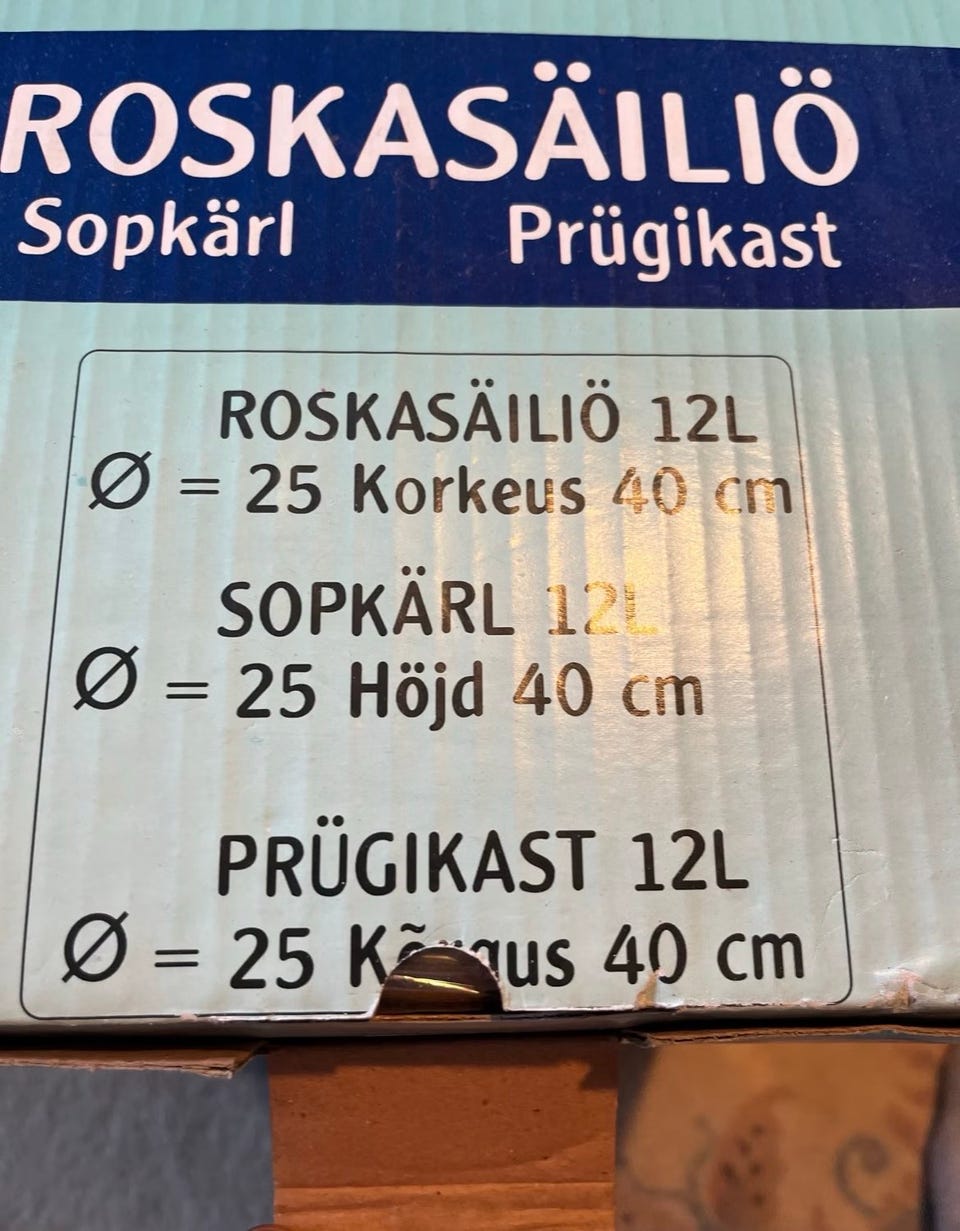 ROSKASÄILIÖ
Sopkärl Prügikast
ROSKASÄILIÖ 12L
Ø = 25 Korkeus 40 cm
SOPKÄRL 12L
Ø = 25 Höjd 40 cm
PRÜGIKAST 12L
Ø = 25 40 cm